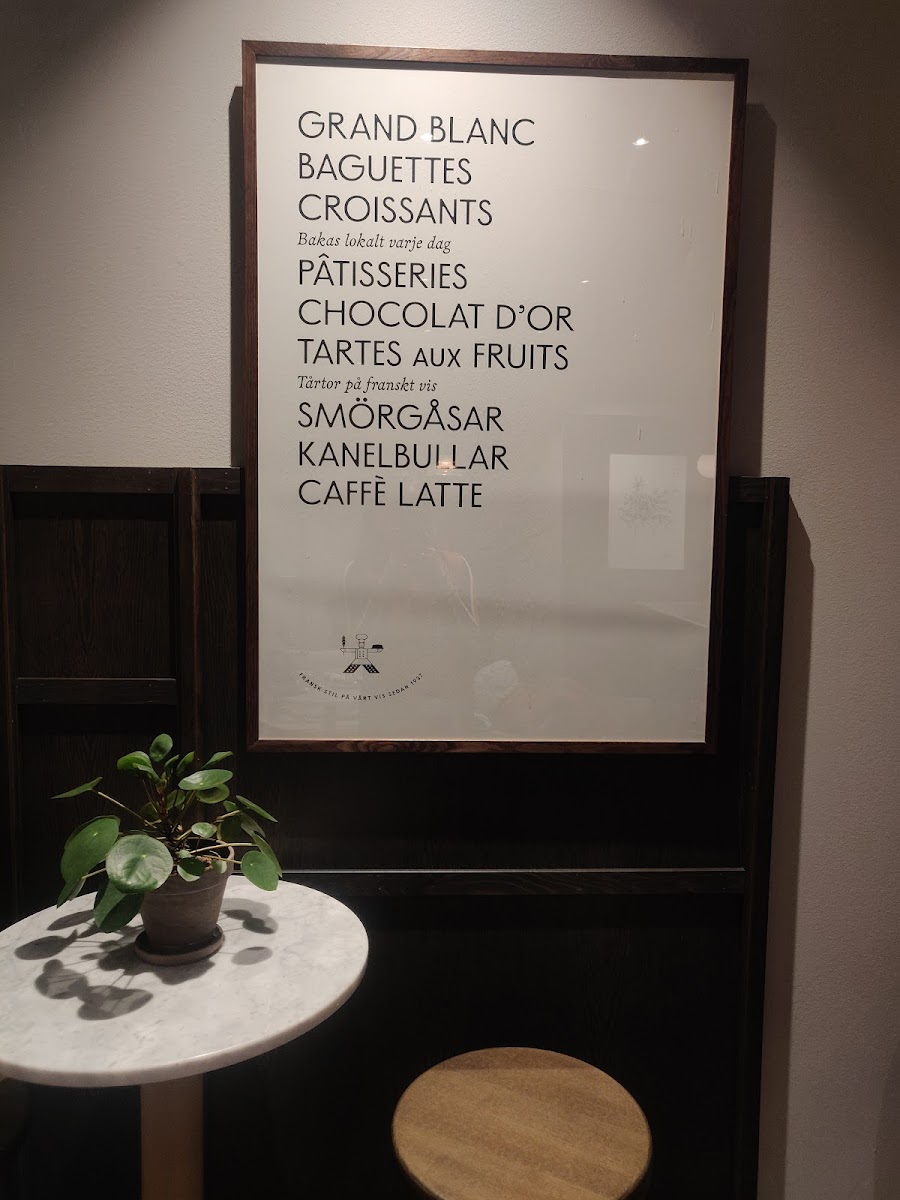 GRAND BLANC
BAGUETTES
CROISSANTS
Bakas lokalt varje dag
PÂTISSERIES
CHOCOLAT D'OR
TARTES AUX FRUITS
Tårtor på franskt vis
SMÖRGÅSAR
KANELBULLAR
CAFFÈ LATTE
FRANSK STIL PÅ VÅRT VIS SEDAN